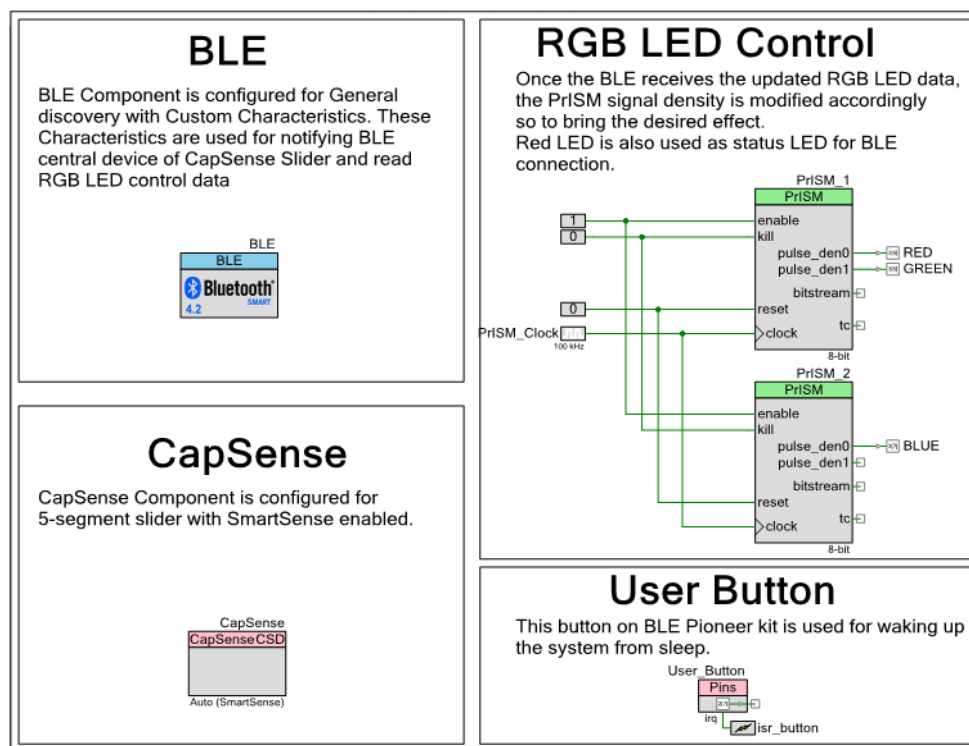 BLE
BLE Component is configured for General
discovery with Custom Characteristics. These
Characteristics are used for notifying BLE
central device of CapSense Slider and read
RGB LED control data
BLE
BLE
Bluetooth
SMART
4.2
CapSense
CapSense Component is configured for
5-segment slider with SmartSense enabled.
CapSense
CapSense CSD
Auto (SmartSense)
RGB LED Control
Once the BLE receives the updated RGB LED data,
the PrISM signal density is modified accordingly
so to bring the desired effect.
Red LED is also used as status LED for BLE
connection.
PrISM_1
PrISM
1
enable
0
kill
pulse_den0
RED
pulse_den1
GREEN
bitstream
0
reset
tc
PrISM_Clock
100 kHz
clock
8-bit
PrISM_2
PrISM
enable
kill
pulse_den0
BLUE
pulse_den1
bitstream
reset
tc
clock
8-bit
User Button
This button on BLE Pioneer kit is used for waking up
the system from sleep.
User_Button
Pins
irq
isr_button